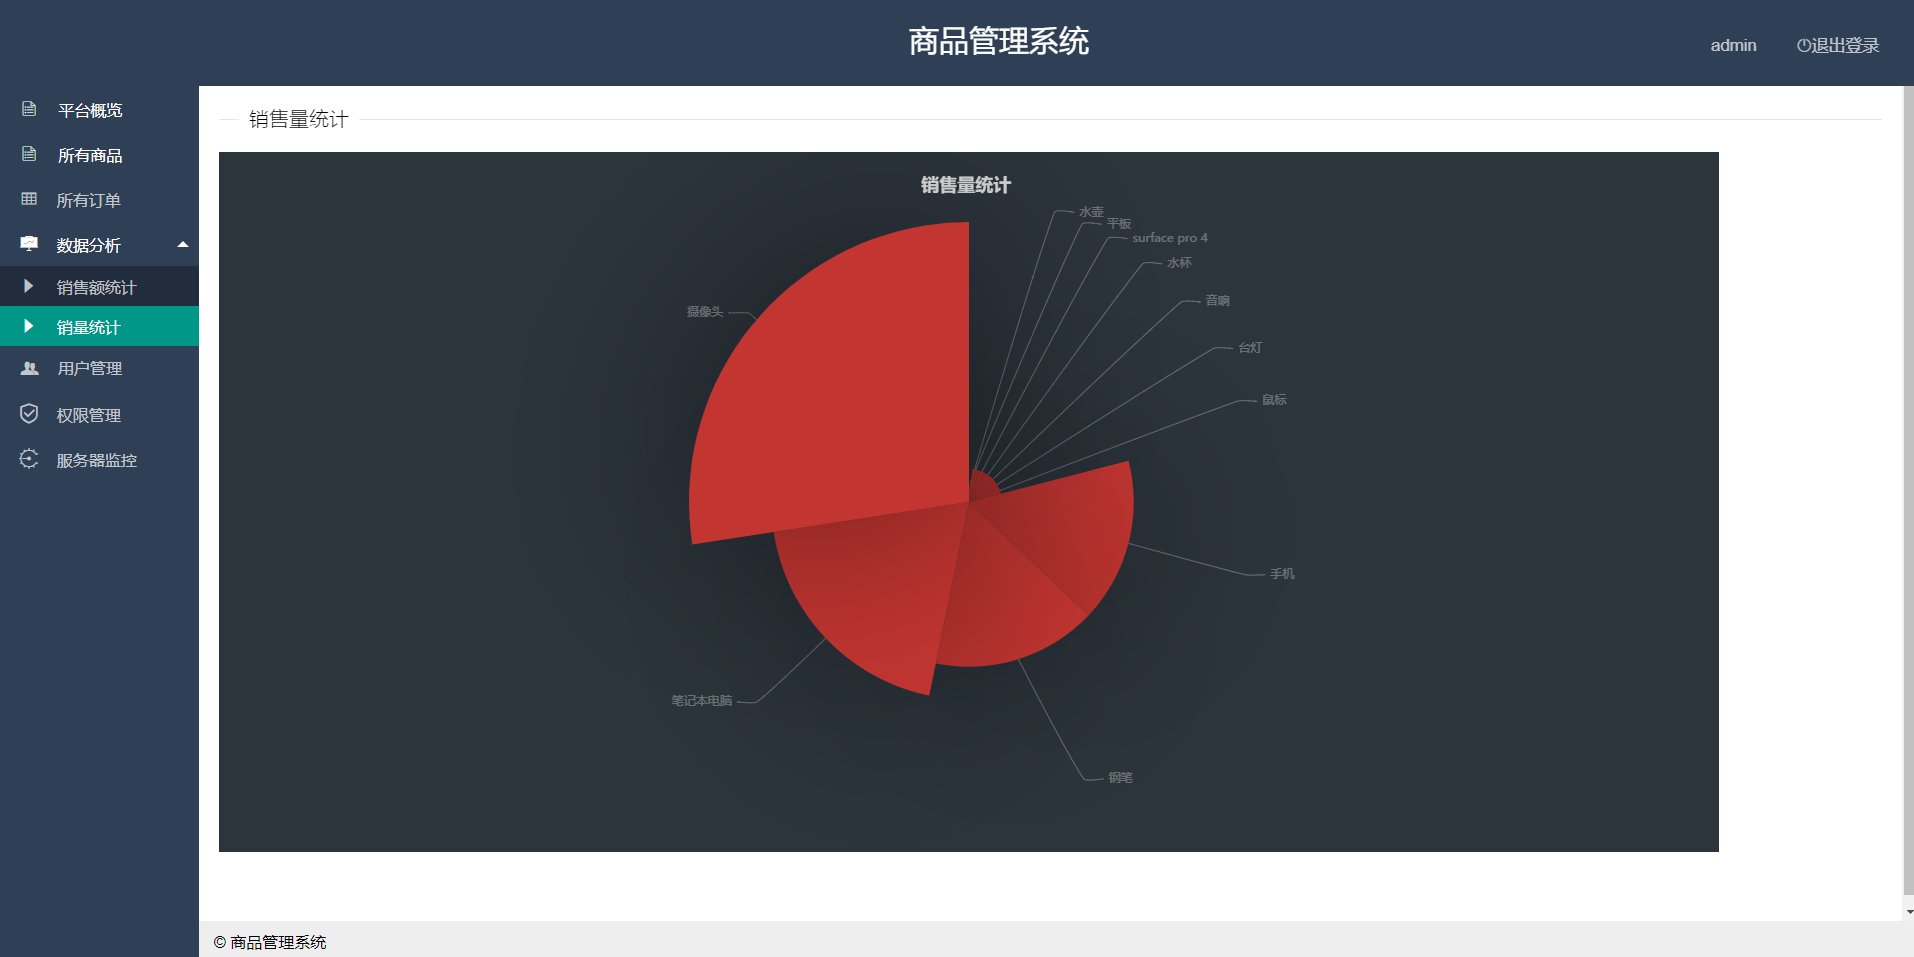 商品管理系统
admin
退出登录
平台概览
所有商品
所有订单
数据分析
销售额统计
销量统计
用户管理
权限管理
服务器监控
销售量统计
销售量统计
水壶
平板
surface pro 4
水杯
音响
台灯
鼠标
摄像头
手机
笔记本电脑
钢笔
© 商品管理系统